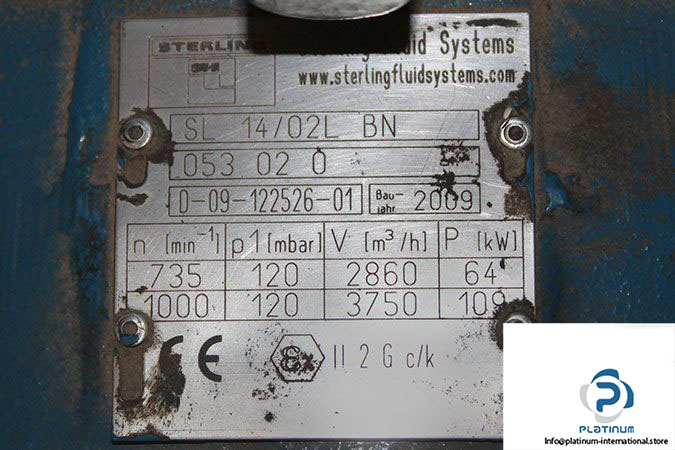 STERLING Fluid Systems
SIHI
www.sterlingfluidsystems.com
SL 14/02L BN
053 02 0
D-09-122526-01 Bau-jahr 2009
n [min⁻¹] p1 [mbar] V [m³/h] P [kW]
735 120 2860 64
1000 120 3750 109
CE Ex II 2 G c/k
PLATINUM
Info@platinum-international.store